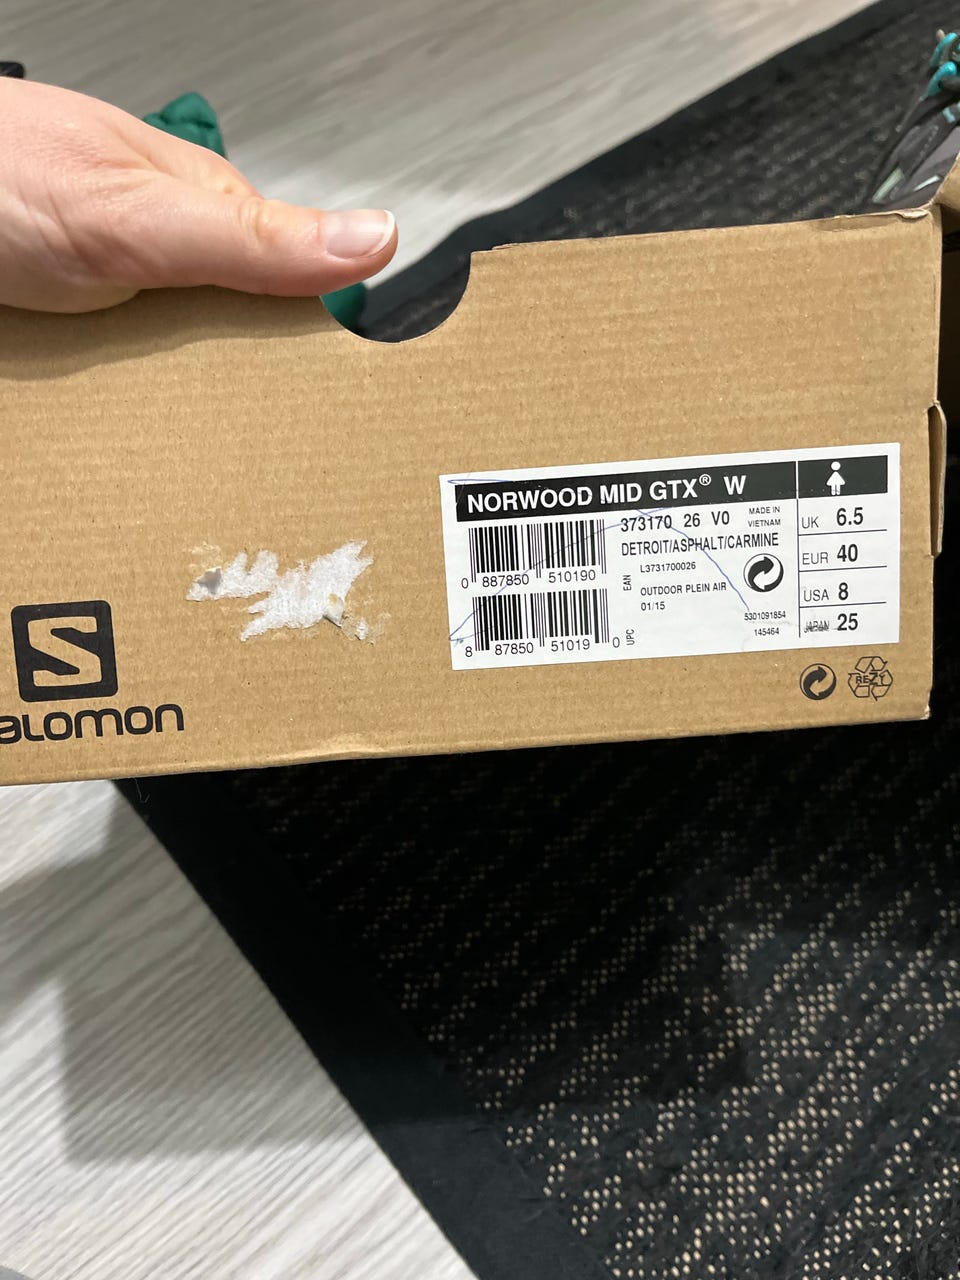 NORWOOD MID GTX® W
373170 26 V0
MADE IN
VIETNAM
DETROIT/ASPHALT/CARMINE
L3731700026
OUTDOOR PLEIN AIR
01/15
5301091854
145464
0 887850 510190
EAN
8 87850 51019 0
UPC
UK 6.5
EUR 40
USA 8
JAPAN 25
REZY
S
ALOMON